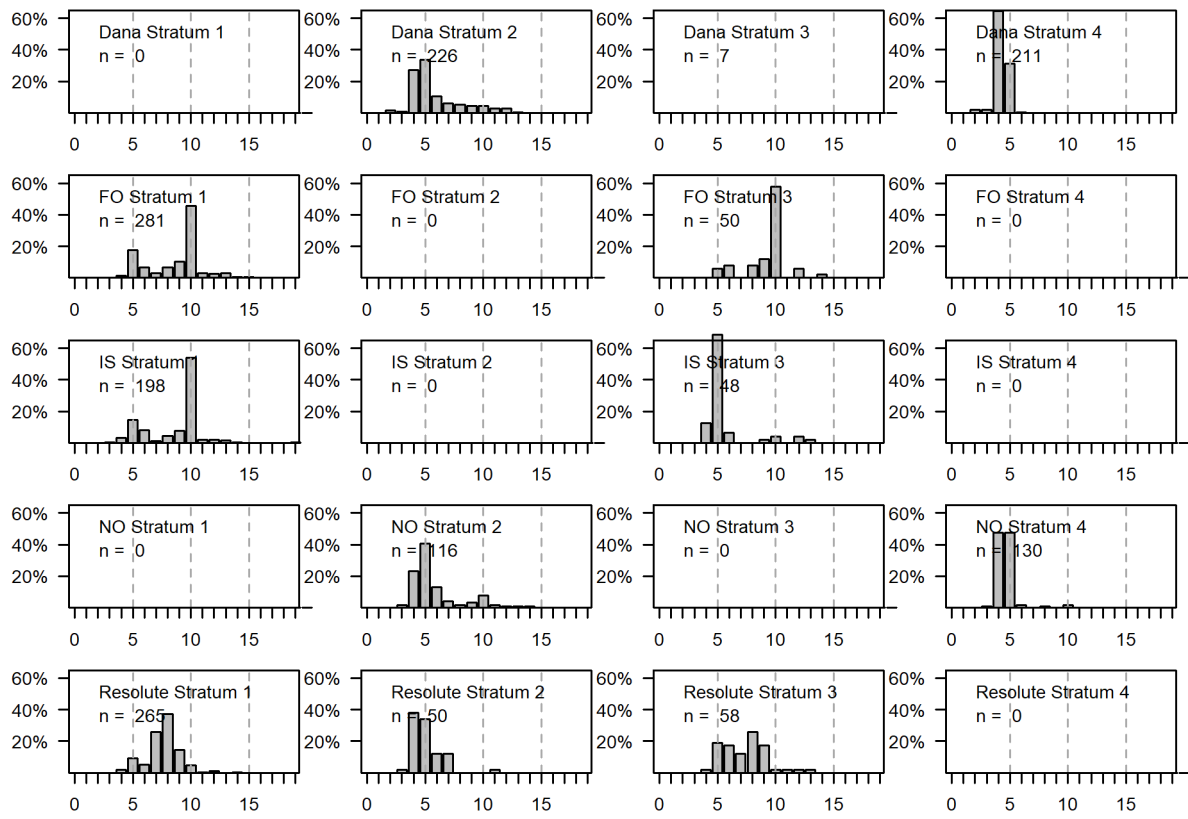 60% 60% 60% 60%
Dana Stratum 1 Dana Stratum 2 Dana Stratum 3 Dana Stratum 4
40% n = 0 40% n = 226 40% n = 7 40% n = 211
20% 20% 20% 20%
0 5 10 15 0 5 10 15 0 5 10 15 0 5 10 15
60% 60% 60% 60%
FO Stratum 1 FO Stratum 2 FO Stratum 3 FO Stratum 4
40% n = 281 40% n = 0 40% n = 50 40% n = 0
20% 20% 20% 20%
0 5 10 15 0 5 10 15 0 5 10 15 0 5 10 15
60% 60% 60% 60%
IS Stratum 1 IS Stratum 2 IS Stratum 3 IS Stratum 4
40% n = 198 40% n = 0 40% n = 48 40% n = 0
20% 20% 20% 20%
0 5 10 15 0 5 10 15 0 5 10 15 0 5 10 15
60% 60% 60% 60%
NO Stratum 1 NO Stratum 2 NO Stratum 3 NO Stratum 4
40% n = 0 40% n = 116 40% n = 0 40% n = 130
20% 20% 20% 20%
0 5 10 15 0 5 10 15 0 5 10 15 0 5 10 15
60% 60% 60% 60%
Resolute Stratum 1 Resolute Stratum 2 Resolute Stratum 3 Resolute Stratum 4
40% n = 265 40% n = 50 40% n = 58 40% n = 0
20% 20% 20% 20%
0 5 10 15 0 5 10 15 0 5 10 15 0 5 10 15